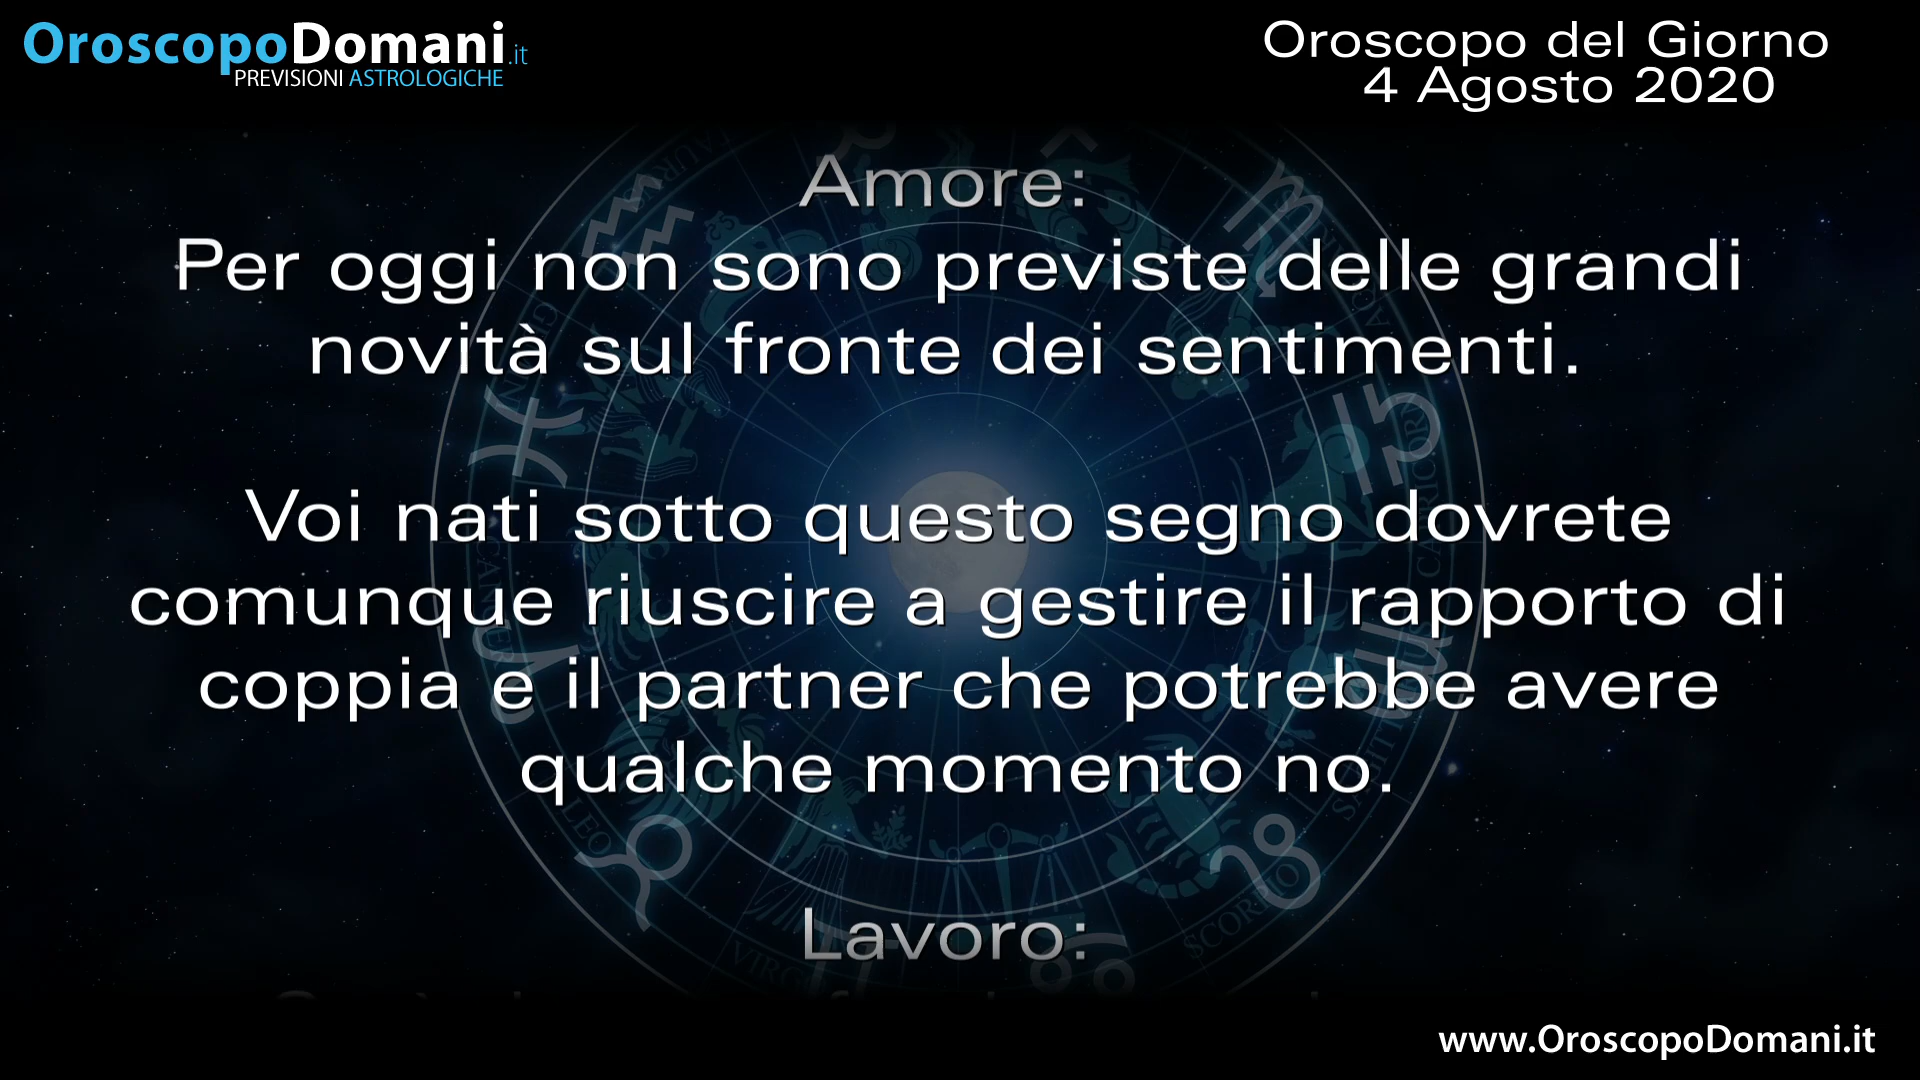 OroscopoDomani.it
PREVISIONI ASTROLOGICHE
Oroscopo del Giorno
4 Agosto 2020
Amore:
Per oggi non sono previste delle grandi
novità sul fronte dei sentimenti.
Voi nati sotto questo segno dovrete
comunque riuscire a gestire il rapporto di
coppia e il partner che potrebbe avere
qualche momento no.
Lavoro:
LEO
SCORPIO
www.OroscopoDomani.it